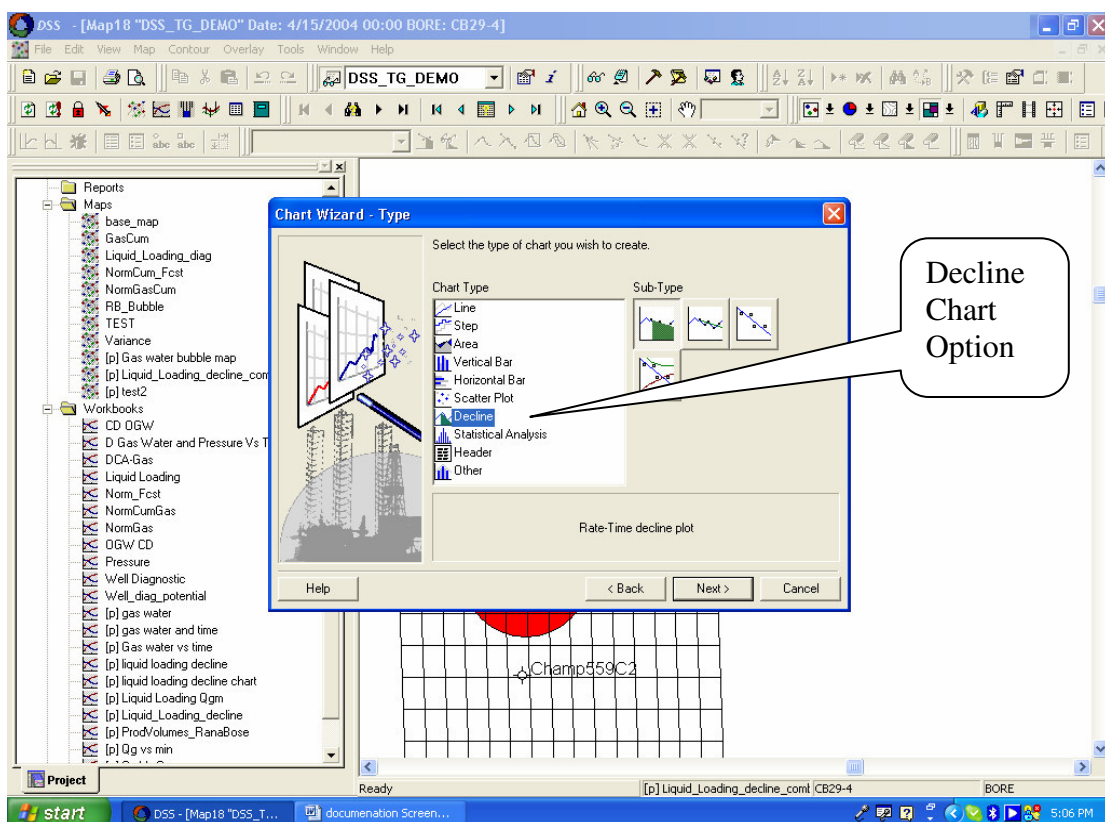 DSS - [Map18 "DSS_TG_DEMO" Date: 4/15/2004 00:00 BORE: CB29-4]
File Edit View Map Contour Overlay Tools Window Help
DSS_TG_DEMO
abc abc
Reports
Maps
base_map
GasCum
Liquid_Loading_diag
NormCum_Fcst
NormGasCum
RB_Bubble
TEST
Variance
[p] Gas water bubble map
[p] Liquid_Loading_decline_com
[p] test2
Workbooks
CD OGW
D Gas Water and Pressure Vs T
DCA-Gas
Liquid Loading
Norm_Fcst
NormCumGas
NormGas
OGW CD
Pressure
Well Diagnostic
Well_diag_potential
[p] gas water
[p] gas water and time
[p] Gas water vs time
[p] liquid loading decline
[p] liquid loading decline chart
[p] Liquid Loading Qgm
[p] Liquid_Loading_decline
[p] ProdVolumes_RanaBose
[p] Qg vs min
Project
Chart Wizard - Type
Select the type of chart you wish to create.
Chart Type
Line
Step
Area
Vertical Bar
Horizontal Bar
Scatter Plot
Decline
Statistical Analysis
Header
Other
Sub-Type
Rate-Time decline plot
Help
< Back
Next >
Cancel
Decline
Chart
Option
Champ559C2
Ready
[p] Liquid_Loading_decline_coml
CB29-4
BORE
start
DSS - [Map18 "DSS_T...
documenation Screen...
5:06 PM